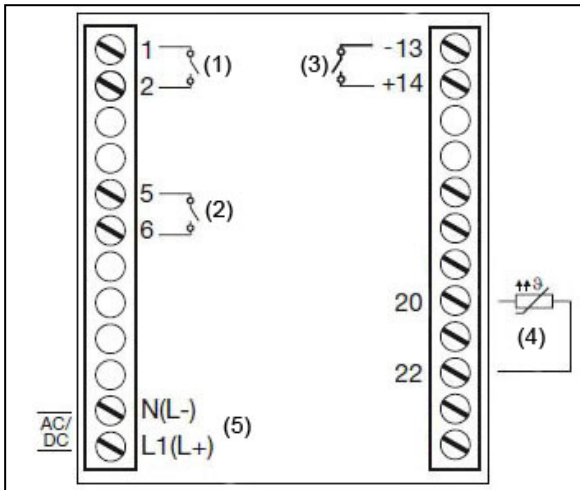 1
(1)
2
(3)
-13
+14
5
(2)
6
20
ϑ
(4)
22
AC/
DC
N(L-)
(5)
L1(L+)